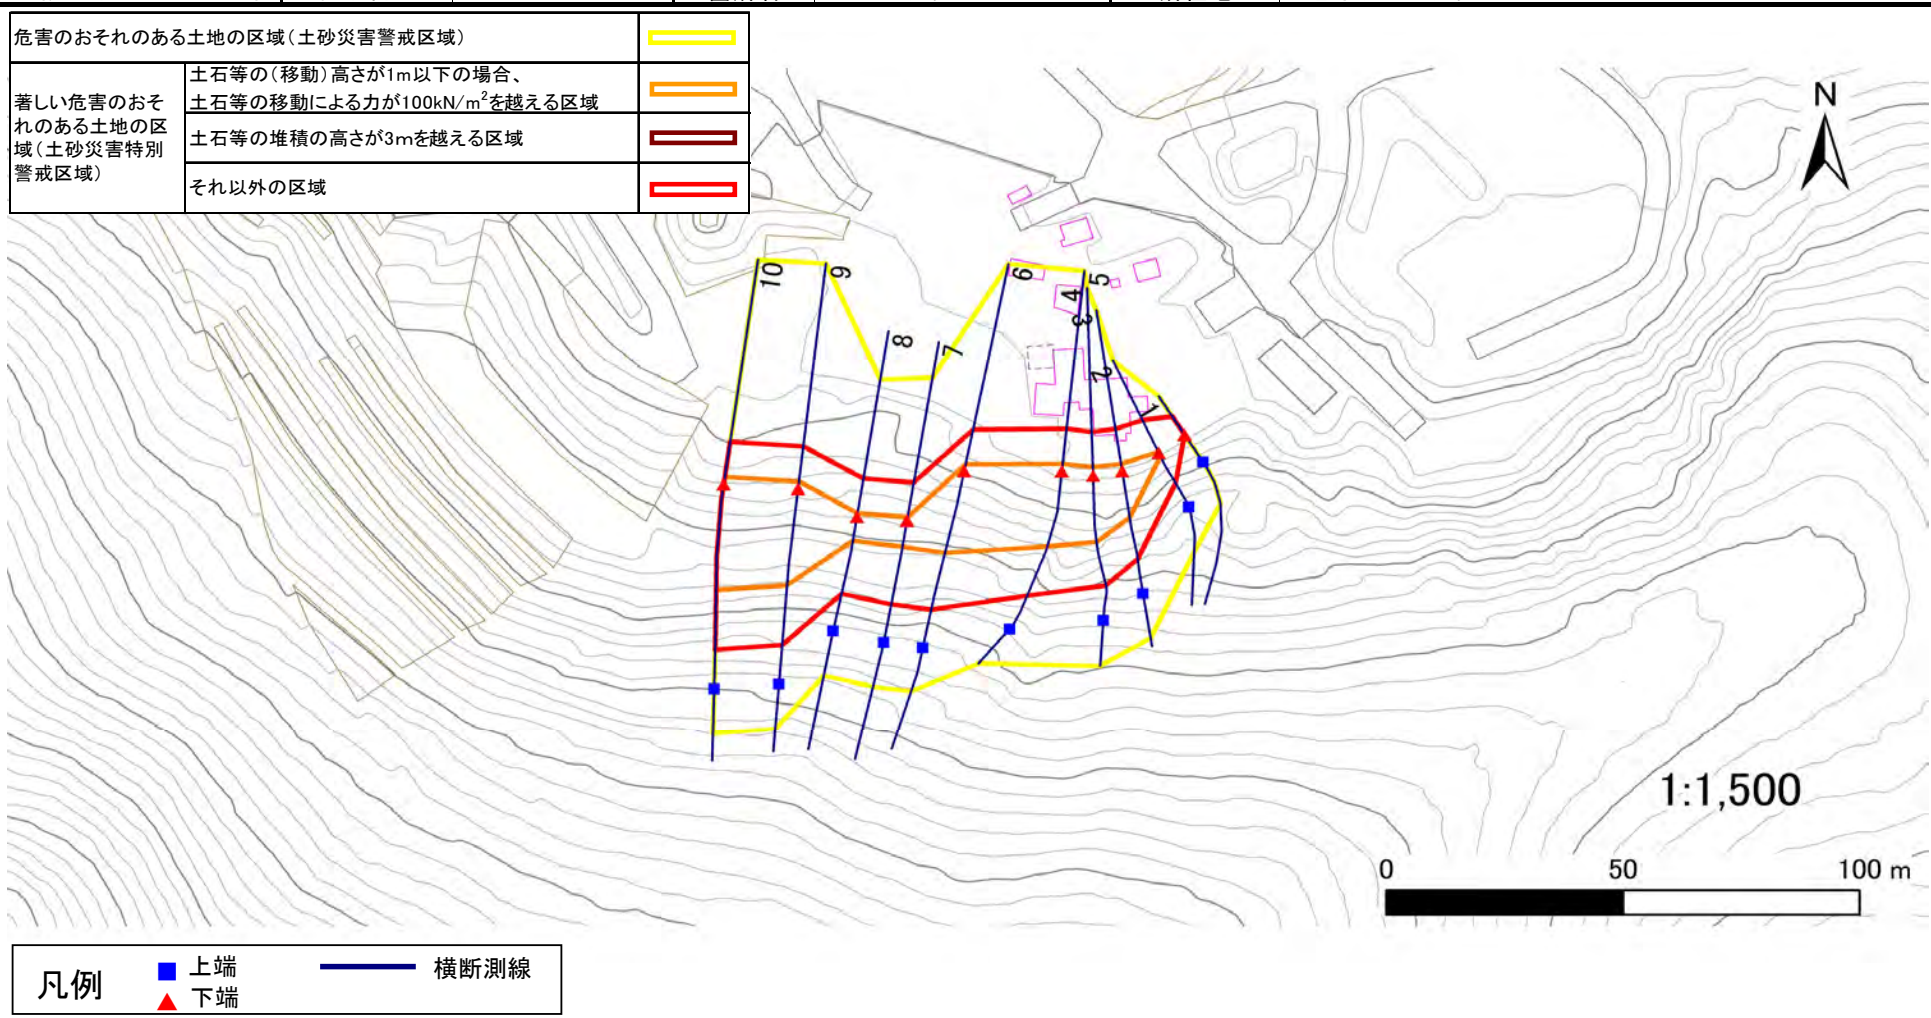 危害のおそれのある土地の区域(土砂災害警戒区域)
著しい危害のおそ
れのある土地の区
域(土砂災害特別
警戒区域)
土石等の(移動)高さが1m以下の場合、
土石等の移動による力が100kN/m²を越える区域
土石等の堆積の高さが3mを越える区域
それ以外の区域
N
10
9
8
7
6
5
4
3
2
1
1:1,500
0 50 100 m
凡例
上端
下端
横断測線